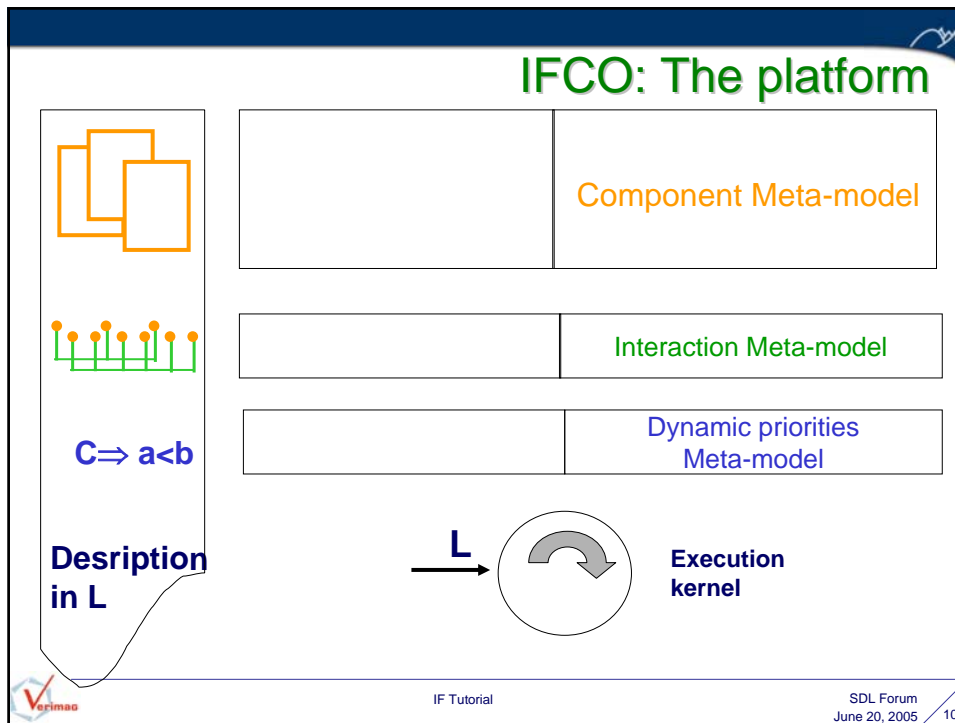 IFCO: The platform
Component Meta-model
Interaction Meta-model
C⇒ a<b
Dynamic priorities
Meta-model
Desription
in L
L
Execution
kernel
Verimag
IF Tutorial
SDL Forum
June 20, 2005
10